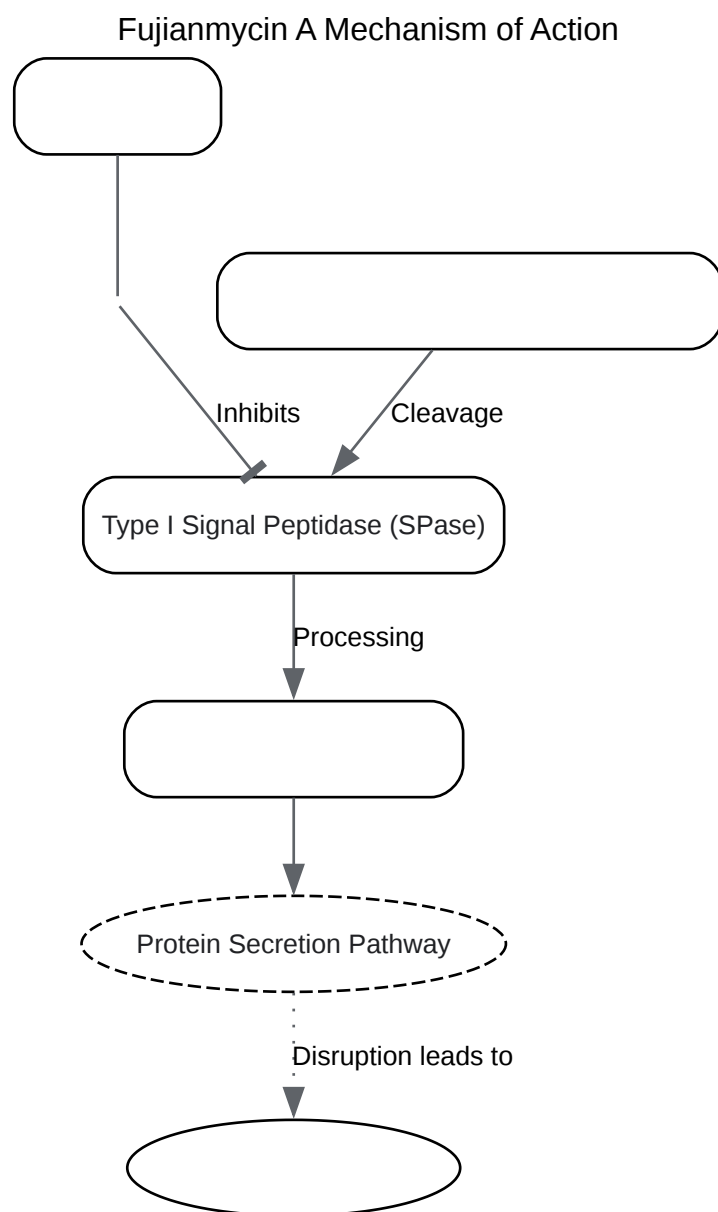 Fujianmycin A Mechanism of Action
Inhibits
Cleavage
Type I Signal Peptidase (SPase)
Processing
Protein Secretion Pathway
Disruption leads to